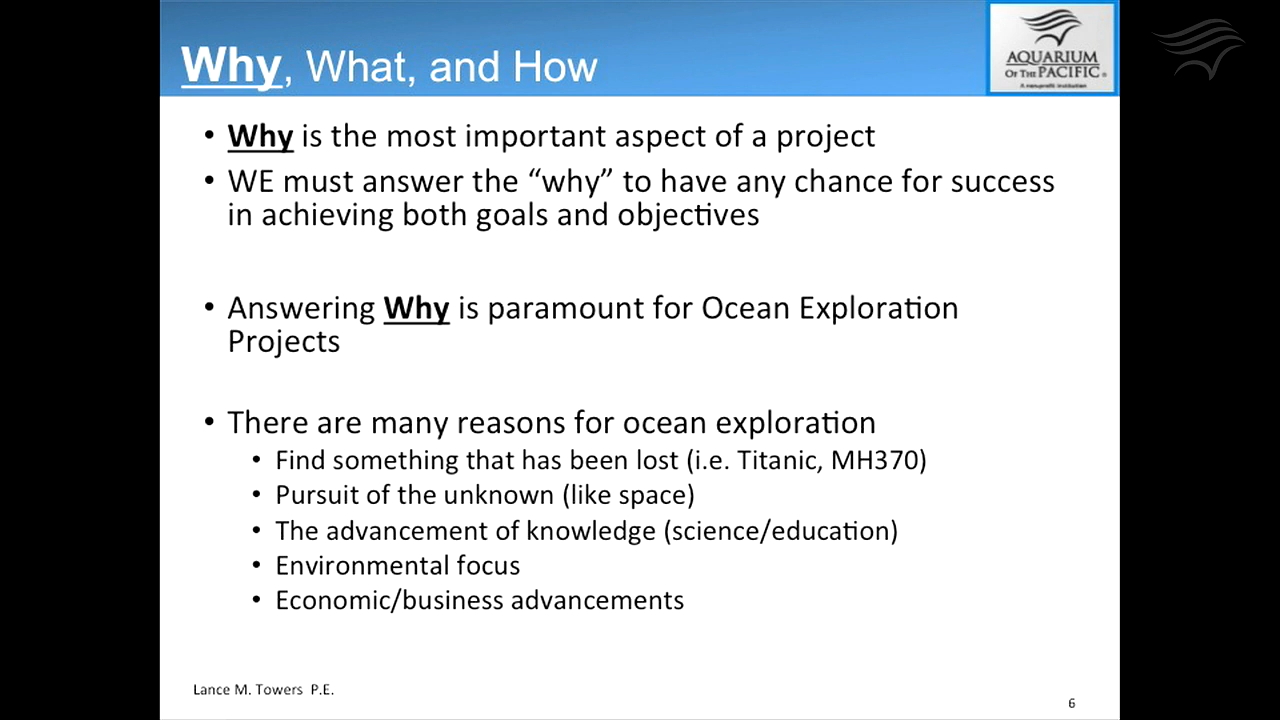 Why, What, and How
AQUARIUM
OF THE PACIFIC®
A nonprofit institution
• Why is the most important aspect of a project
• WE must answer the “why” to have any chance for success
in achieving both goals and objectives
• Answering Why is paramount for Ocean Exploration
Projects
• There are many reasons for ocean exploration
• Find something that has been lost (i.e. Titanic, MH370)
• Pursuit of the unknown (like space)
• The advancement of knowledge (science/education)
• Environmental focus
• Economic/business advancements
Lance M. Towers P.E.
6